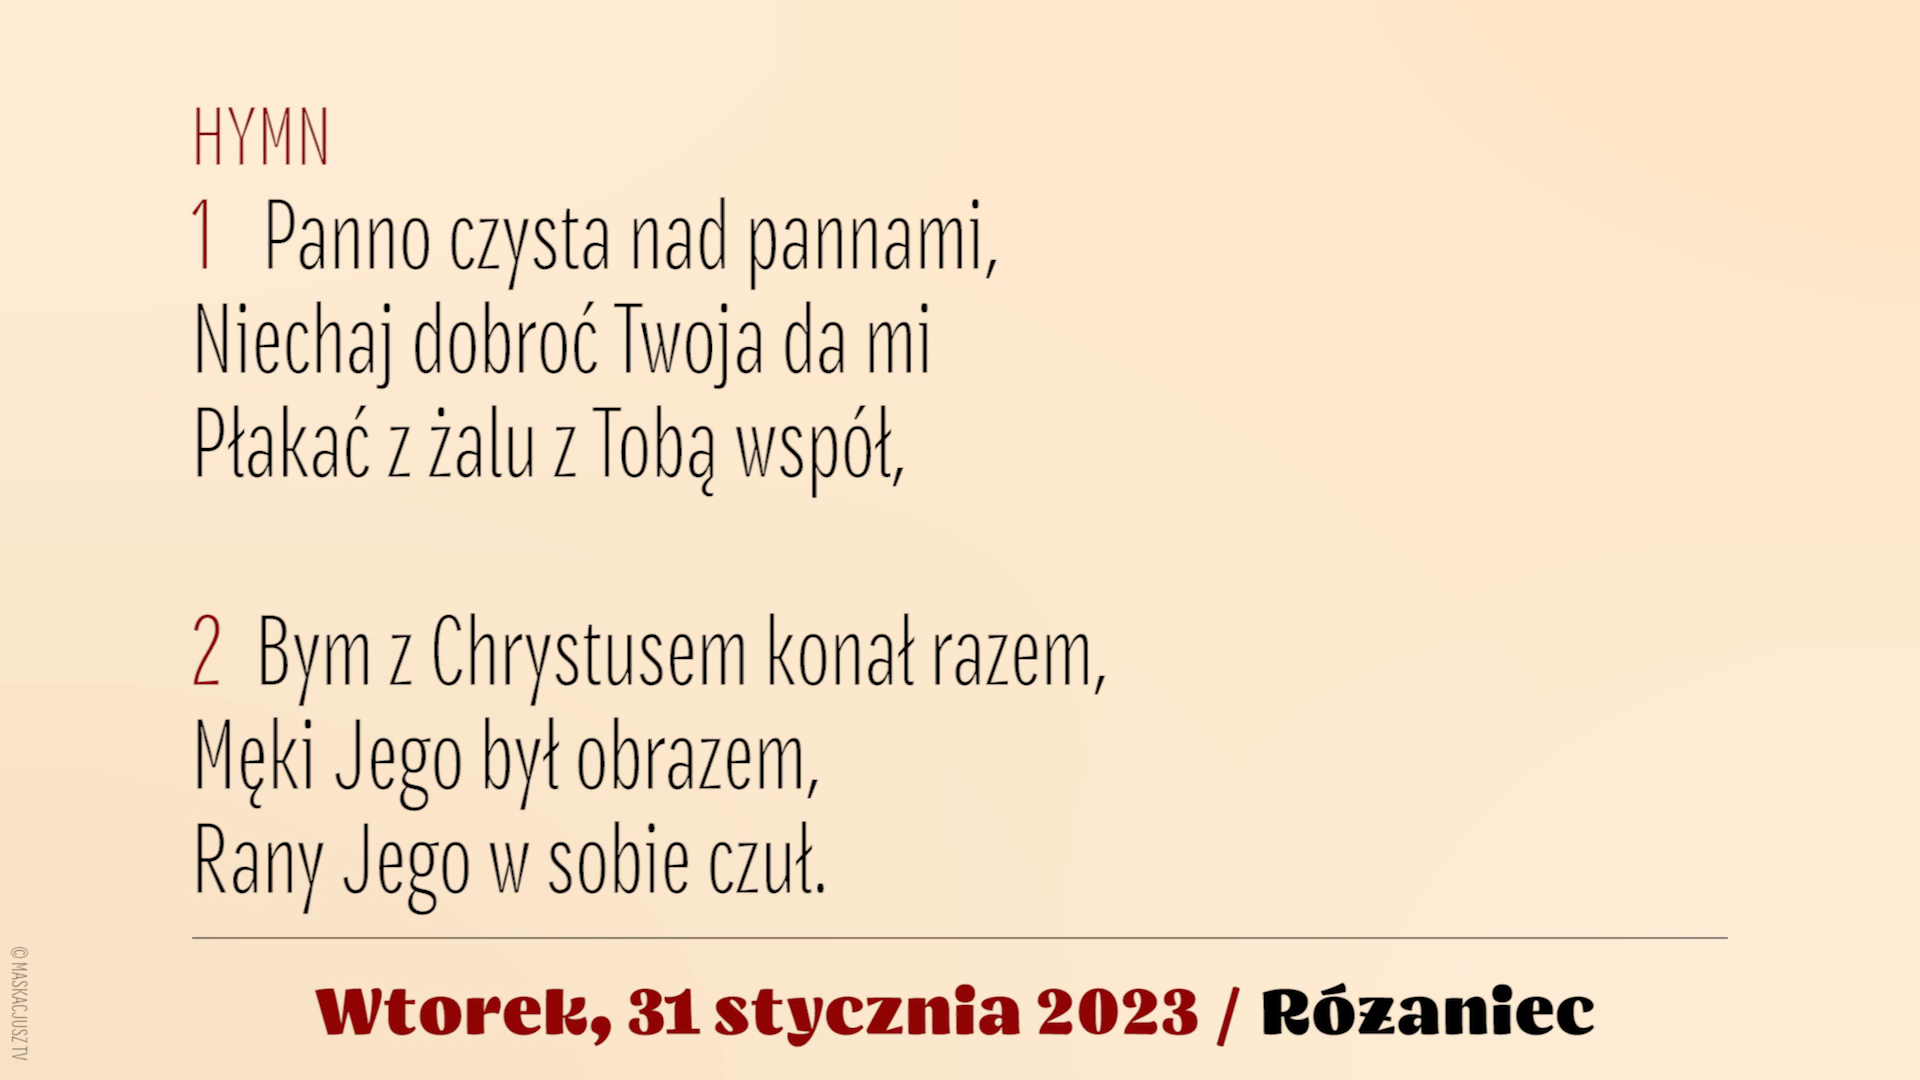 HYMN
1 Panno czysta nad pannami,
Niechaj dobroć Twoja da mi
Płakać z żalu z Tobą współ,
2 Bym z Chrystusem konał razem,
Męki Jego był obrazem,
Rany Jego w sobie czuł.
Wtorek, 31 stycznia 2023 / Różaniec
© MASKACJUSZ TV